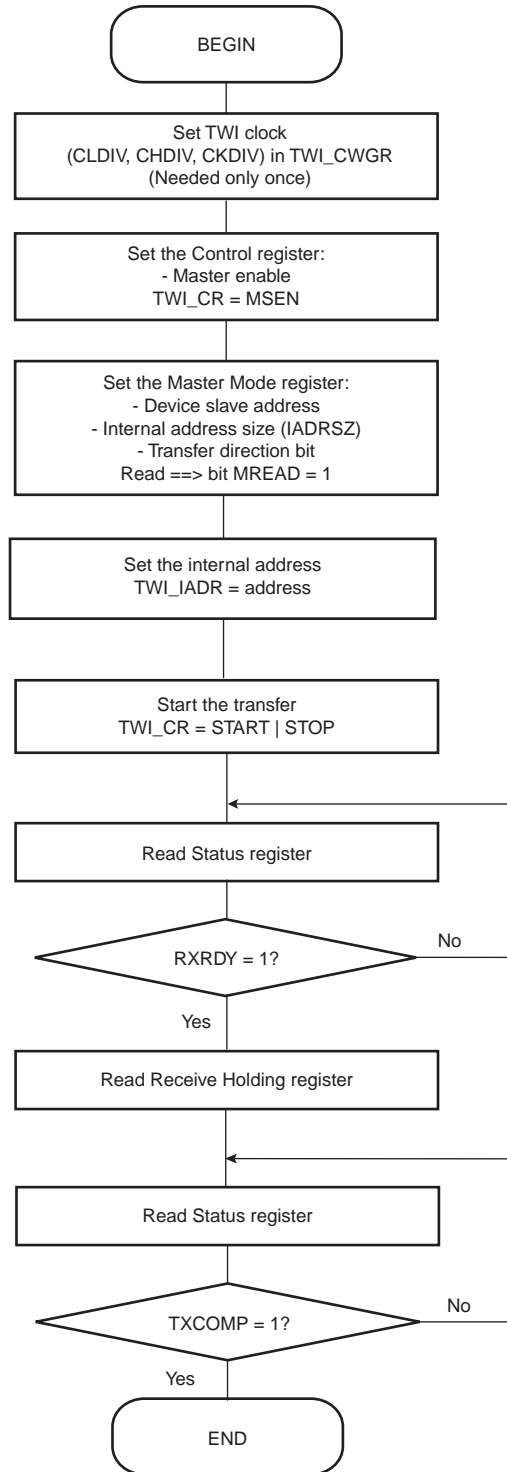 BEGIN
Set TWI clock
(CLDIV, CHDIV, CKDIV) in TWI_CWGR
(Needed only once)
Set the Control register:
- Master enable
TWI_CR = MSEN
Set the Master Mode register:
- Device slave address
- Internal address size (IADRSZ)
- Transfer direction bit
Read ==> bit MREAD = 1
Set the internal address
TWI_IADR = address
Start the transfer
TWI_CR = START | STOP
Read Status register
RXRDY = 1?
No
Yes
Read Receive Holding register
Read Status register
TXCOMP = 1?
No
Yes
END